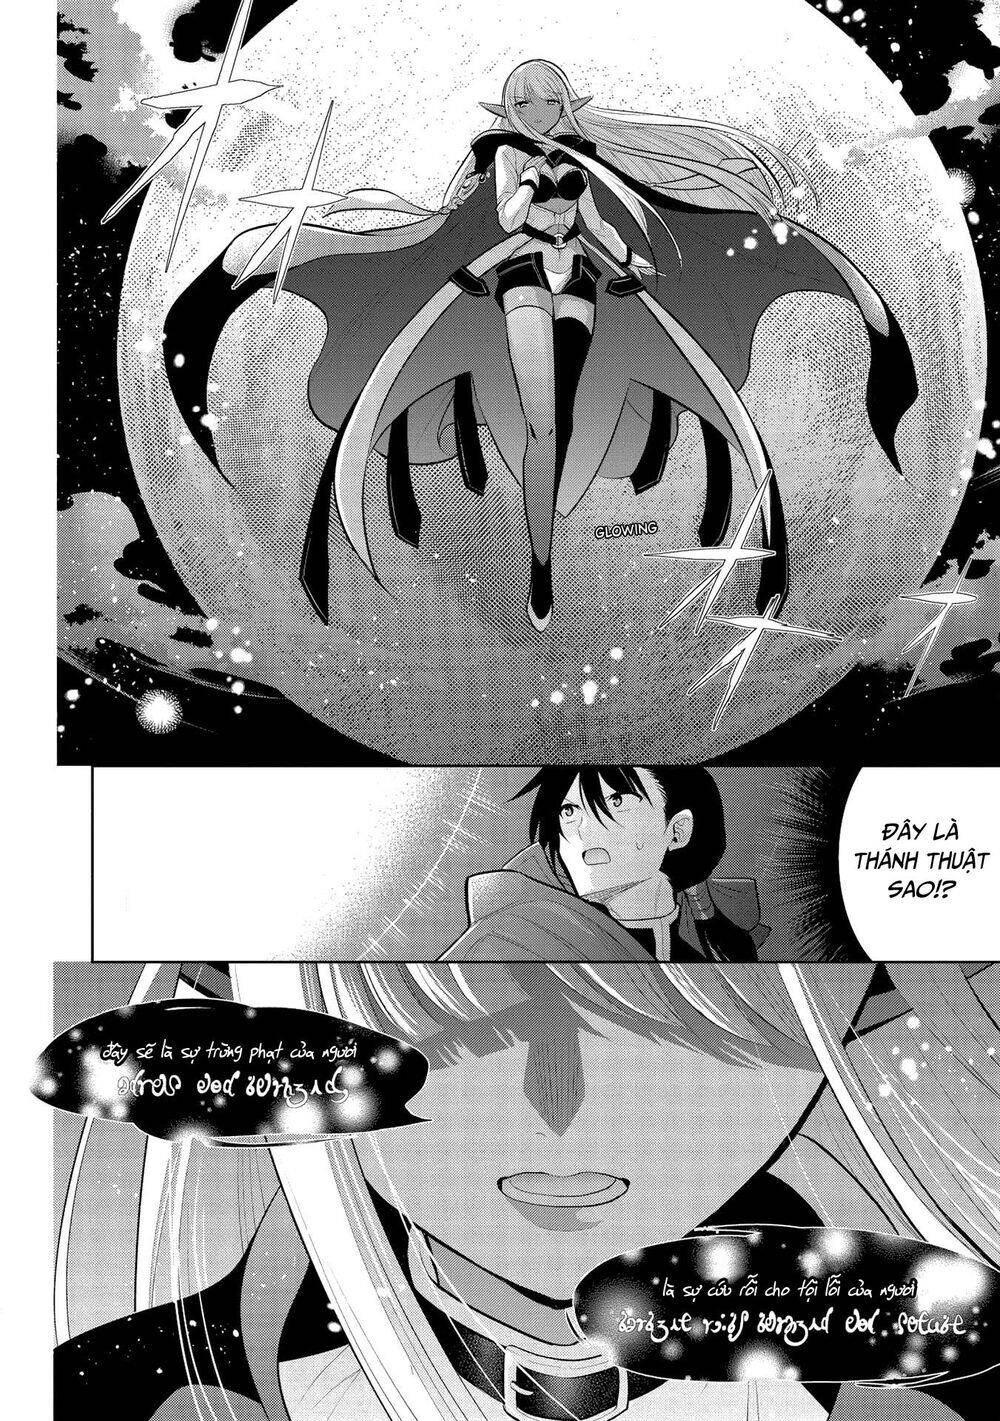 GLOWING
ĐÂY LÀ
THÁNH THUẬT
SAO!?
đây sẽ là sự trừng phạt của ngươi
là sự cứu rỗi cho tội lỗi của ngươi